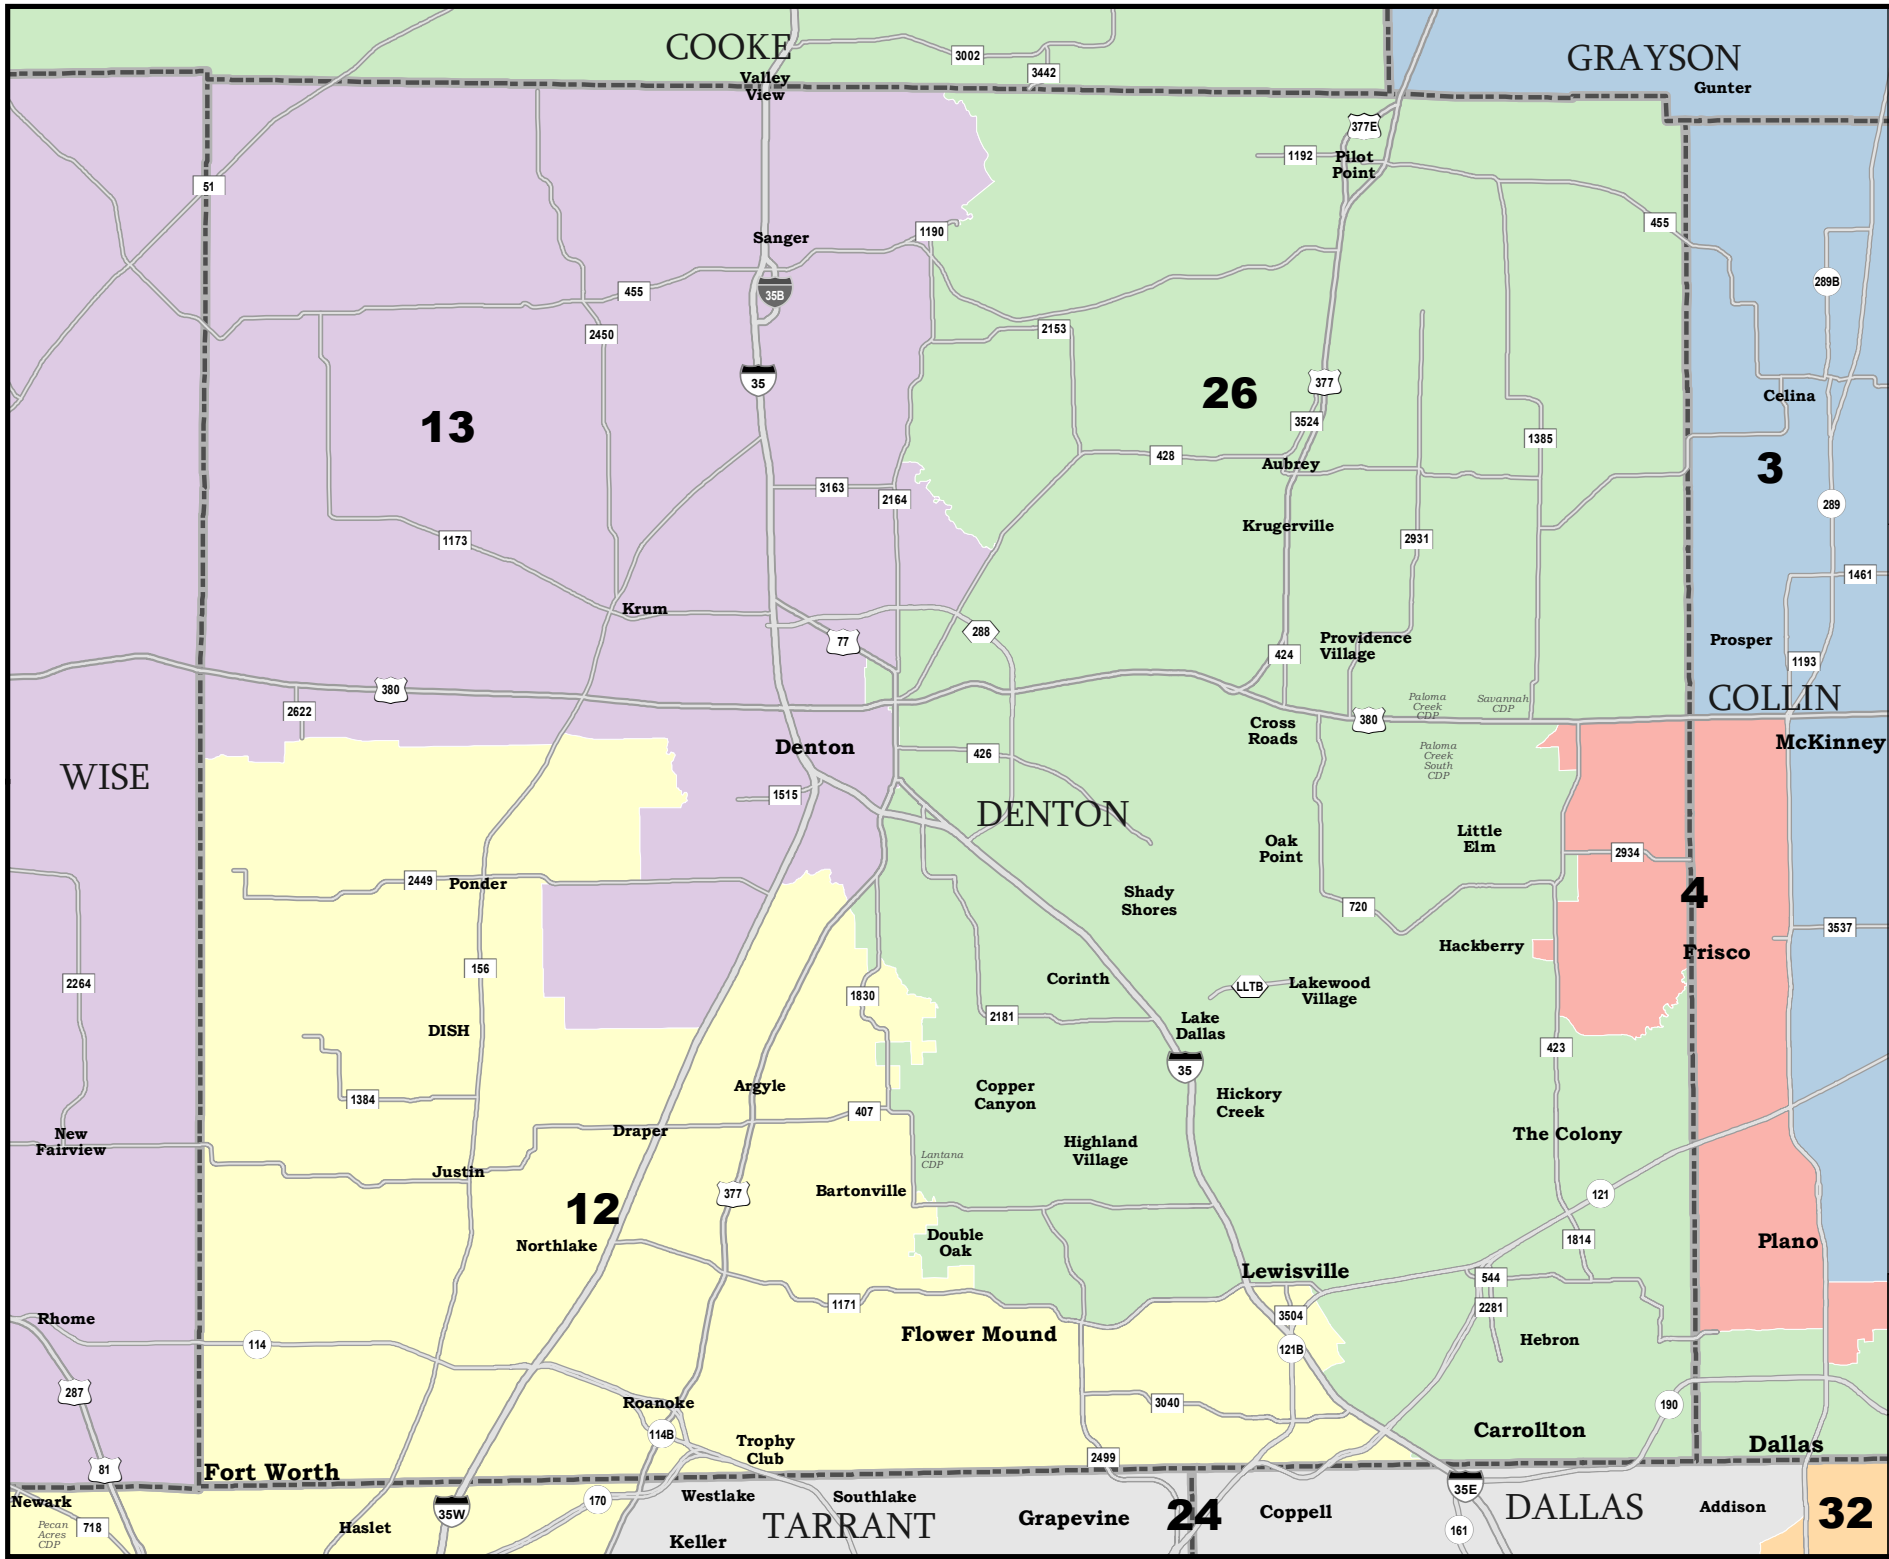 COOKE
GRAYSON
3002
3442
Valley
View
Gunter
377E
1192
Pilot
Point
51
455
1190
Sanger
289B
455
35B
2450
2153
35
377
Celina
13
26
3524
1385
428
Aubrey
3
3163
2164
289
Krugerville
1173
2931
1461
Krum
288
77
Providence
Village
Prosper
424
1193
380
2622
Paloma
Creek
CDP
Savannah
CDP
COLLIN
380
Cross
Roads
Denton
McKinney
426
Paloma
Creek
South
CDP
WISE
1515
DENTON
Little
Elm
Oak
Point
2934
2449
Ponder
4
Shady
Shores
720
3537
Hackberry
Frisco
156
2264
Corinth
LLTB
Lakewood
Village
1830
2181
Lake
Dallas
DISH
423
35
Argyle
Copper
Canyon
Hickory
Creek
1384
407
New
Fairview
Draper
The Colony
Highland
Village
Lantana
CDP
Justin
377
Bartonville
121
12
Northlake
Double
Oak
1814
Plano
Lewisville
544
1171
2281
3504
Rhome
Flower Mound
114
121B
Hebron
287
Roanoke
3040
190
114B
Carrollton
Trophy
Club
Dallas
2499
81
Fort Worth
35E
Newark
170
Westlake
Southlake
35W
24
Coppell
DALLAS
Addison
32
Pecan
Acres
CDP
718
Haslet
TARRANT
Grapevine
161
Keller